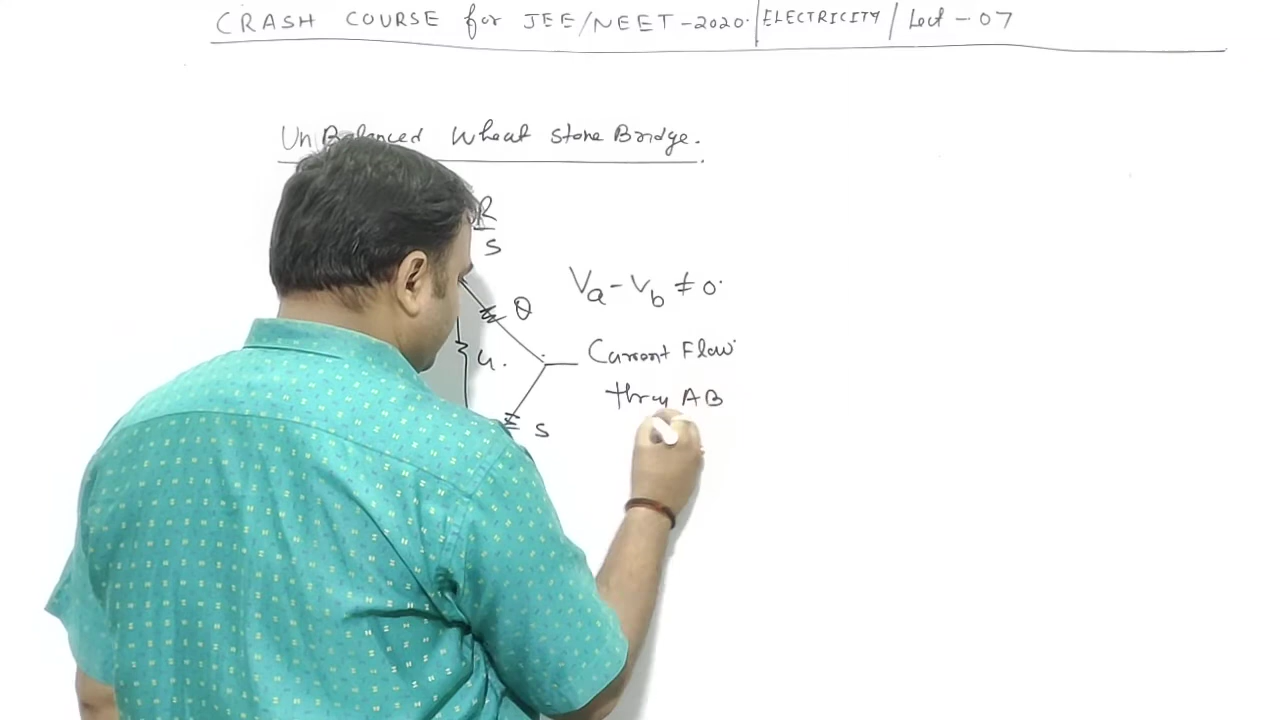 CRASH COURSE for JEE/NEET-2020. | ELECTRICITY / Lect - 07
Un Balanced Wheat Stone Bridge.
R
S
Va - Vb ≠ 0.
Q
Current Flow
G.
thru AB
S